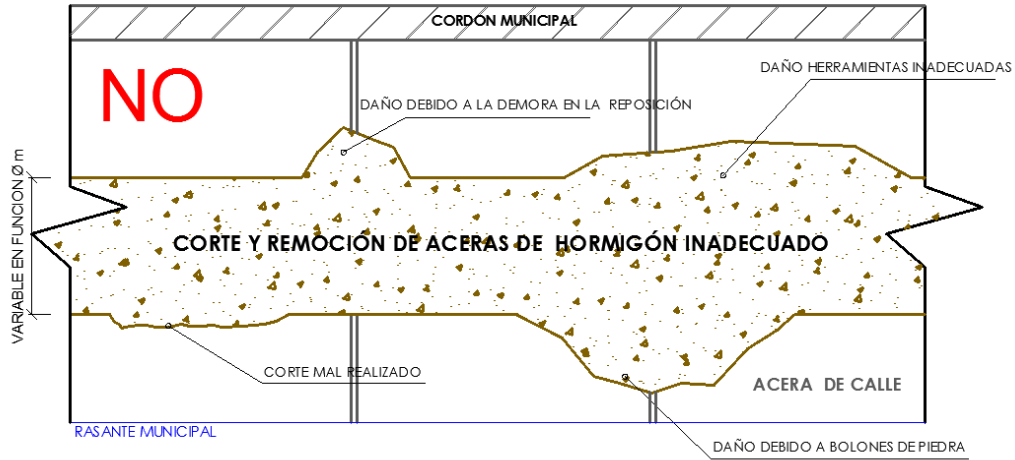 CORDÓN MUNICIPAL
NO
DAÑO HERRAMIENTAS INADECUADAS
DAÑO DEBIDO A LA DEMORA EN LA REPOSICIÓN
VARIABLE EN FUNCION Ø m
CORTE Y REMOCIÓN DE ACERAS DE HORMIGÓN INADECUADO
CORTE MAL REALIZADO
ACERA DE CALLE
RASANTE MUNICIPAL
DAÑO DEBIDO A BOLONES DE PIEDRA